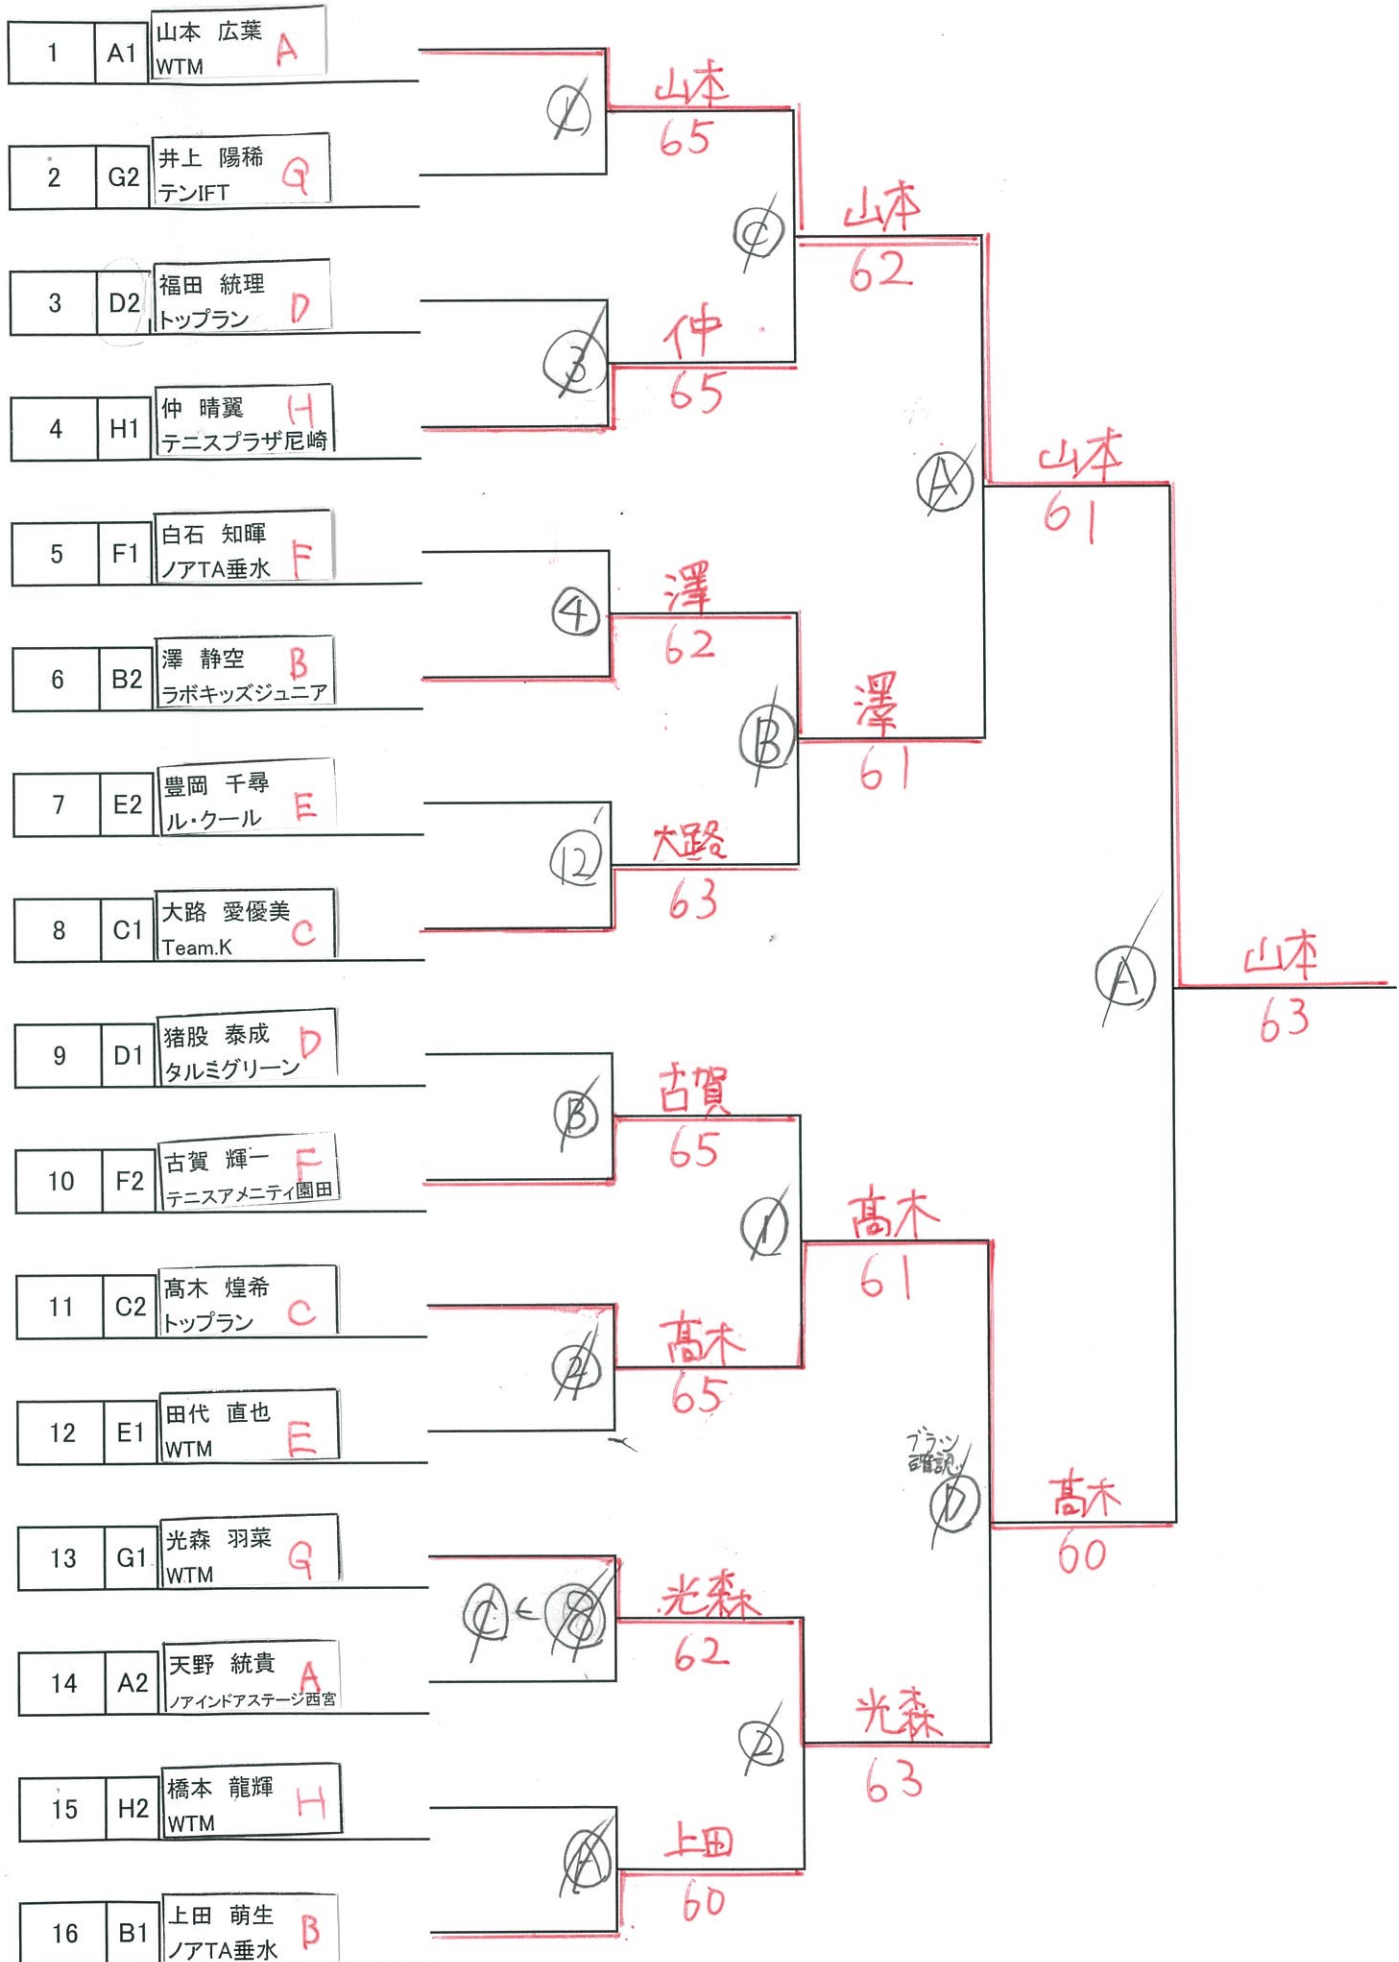 1 A1 山本 広葉 A
WTM
2 G2 井上 陽稀 G
テンIFT
3 D2 福田 統理 D
トップラン
4 H1 仲 晴翼 H
テニスプラザ尼崎
5 F1 白石 知暉 F
ノアTA垂水
6 B2 澤 静空 B
ラボキッズジュニア
7 E2 豊岡 千尋 E
ル・クール
8 C1 大路 愛優美 C
Team.K
9 D1 猪股 泰成 D
タルミグリーン
10 F2 古賀 輝一 F
テニスアメニティ園田
11 C2 髙木 煌希 C
トップラン
12 E1 田代 直也 E
WTM
13 G1 光森 羽菜 G
WTM
14 A2 天野 統貴 A
ノアインドアステージ西宮
15 H2 橋本 龍輝 H
WTM
16 B1 上田 萌生 B
ノアTA垂水
① 山本
65
③ 仲
65
④ 澤
62
⑫ 大路
63
Ⓑ 古賀
65
② 髙木
65
Ⓒ ← ⑧ 光森
62
Ⓐ 上田
60
Ⓒ 山本
62
Ⓑ 澤
61
① 髙木
61
② 光森
63
Ⓐ 山本
61
確認
Ⓓ 髙木
60
Ⓐ 山本
63